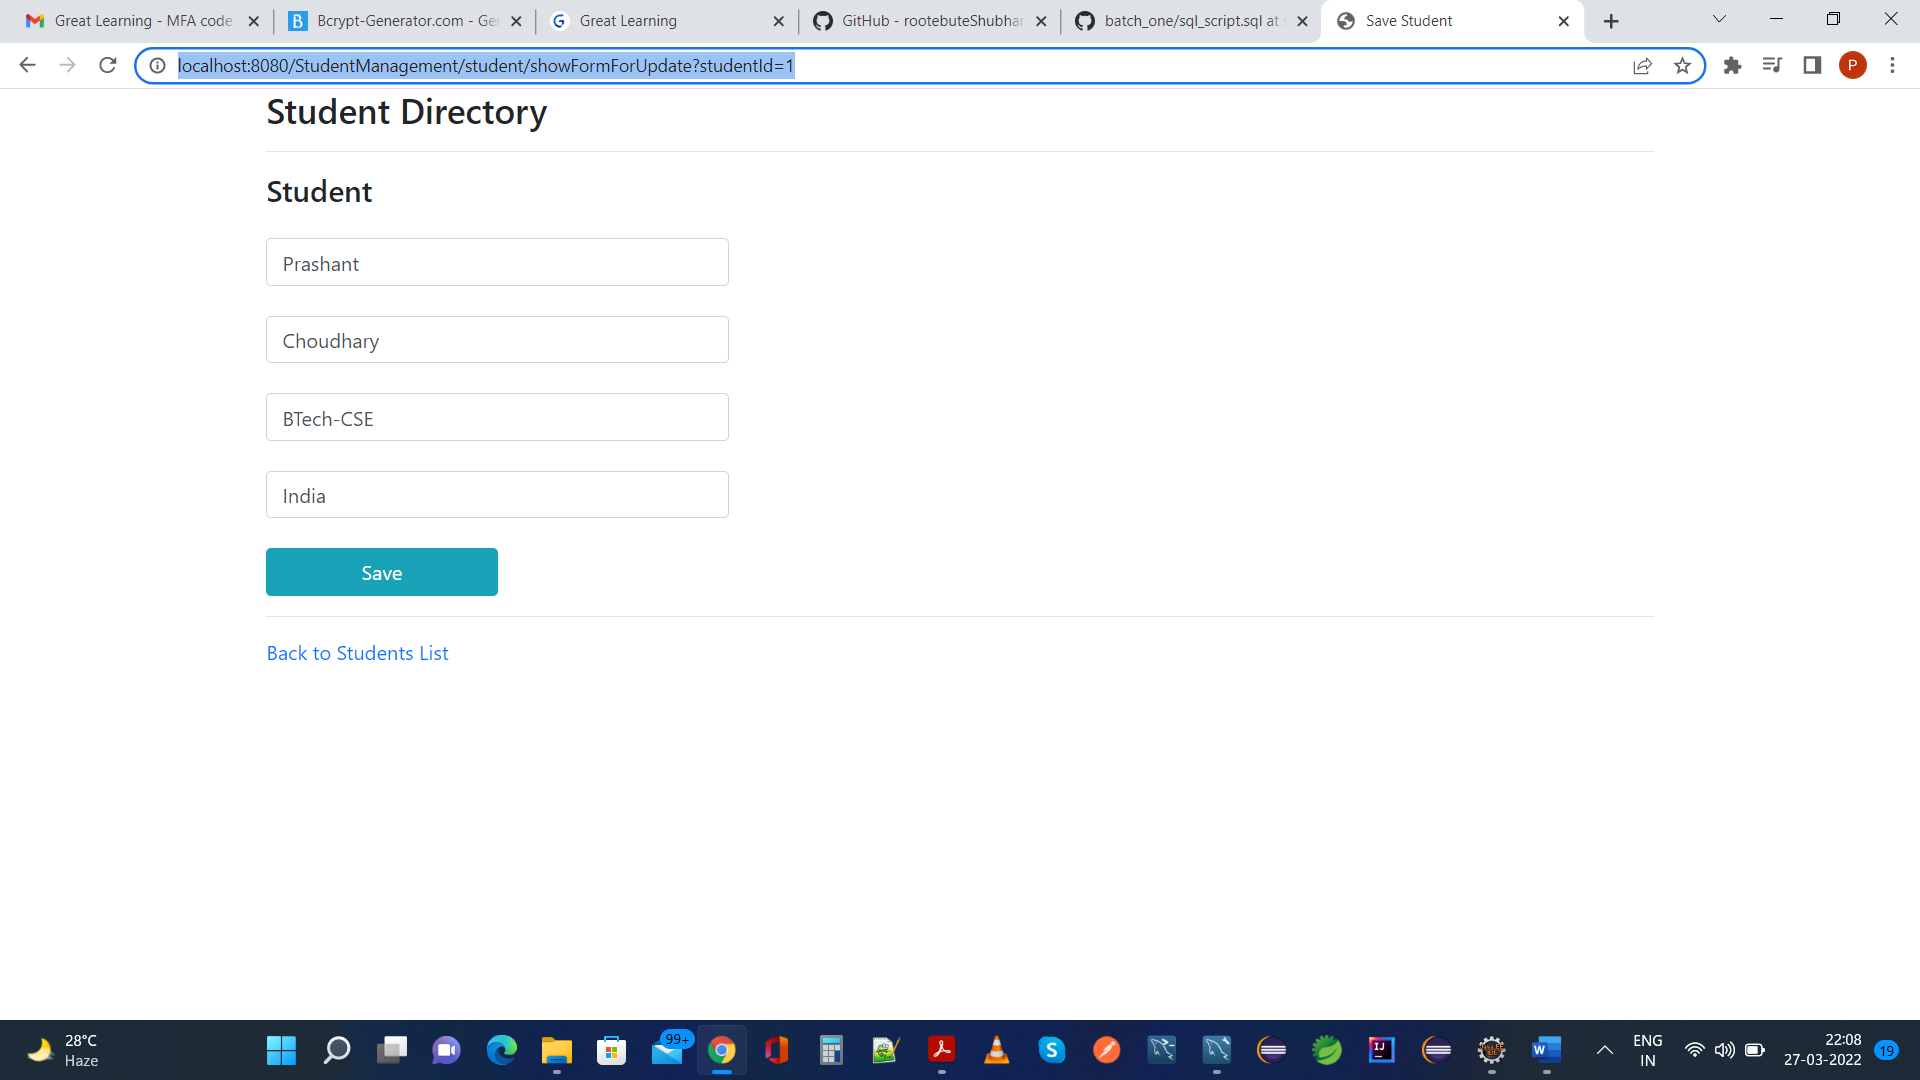 Great Learning - MFA code
Bcrypt-Generator.com - Ge
Great Learning
GitHub - rootebuteShubhar
batch_one/sql_script.sql at
Save Student
localhost:8080/StudentManagement/student/showFormForUpdate?studentId=1
P
Student Directory
Student
Prashant
Choudhary
BTech-CSE
India
Save
Back to Students List
28°C
Haze
99+
ENG
IN
22:08
27-03-2022
19